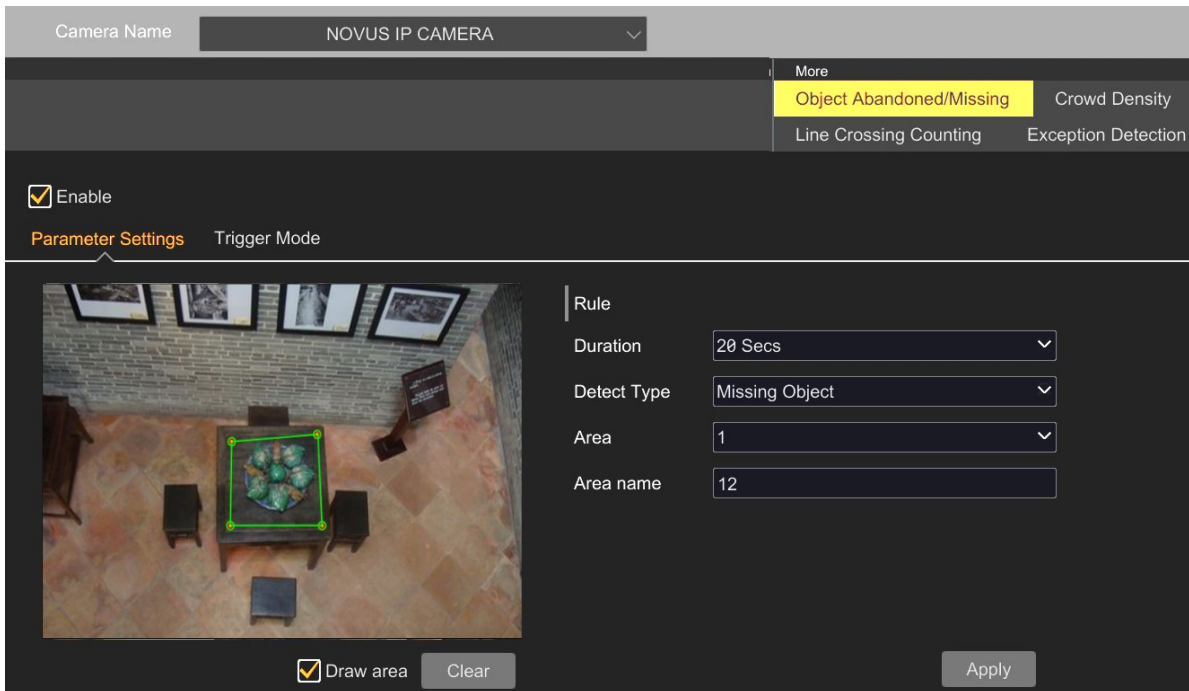 Camera Name NOVUS IP CAMERA
More
Object Abandoned/Missing Crowd Density
Line Crossing Counting Exception Detection
Enable
Parameter Settings Trigger Mode
Rule
Duration 20 Secs
Detect Type Missing Object
Area 1
Area name 12
Draw area Clear
Apply